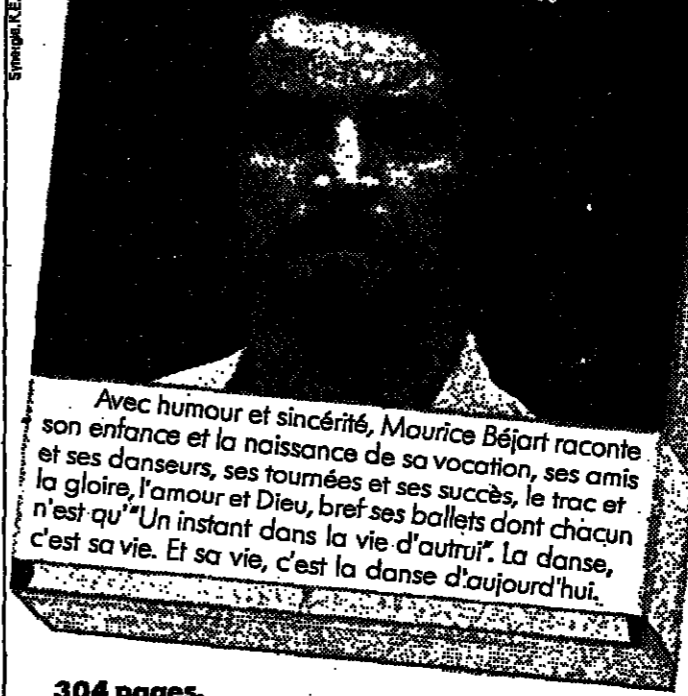 Synergie, K.E.
Avec humour et sincérité, Maurice Béjart raconte
son enfance et la naissance de sa vocation, ses amis
et ses danseurs, ses tournées et ses succès, le trac et
la gloire, l'amour et Dieu, bref ses ballets dont chacun
n'est qu'"Un instant dans la vie d'autrui". La danse,
c'est sa vie. Et sa vie, c'est la danse d'aujourd'hui.
304 pages.